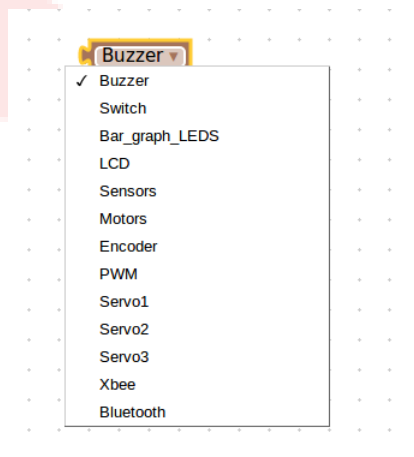 Buzzer
Buzzer
Switch
Bar_graph_LEDS
LCD
Sensors
Motors
Encoder
PWM
Servo1
Servo2
Servo3
Xbee
Bluetooth